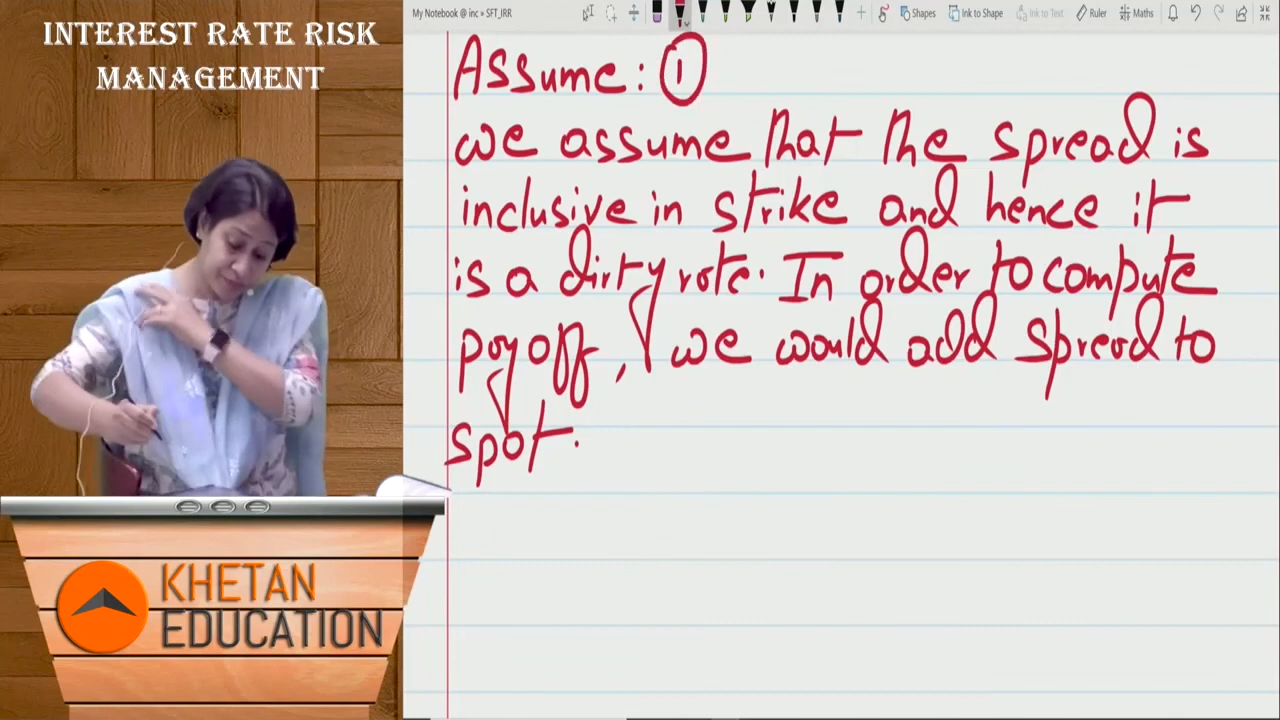 INTEREST RATE RISK
MANAGEMENT
My Notebook @ inc » SFT_IRR
Shapes
Ink to Shape
Ink to Text
Ruler
Maths
Assume: ①
we assume that the spread is
inclusive in strike and hence it
is a dirty rate. In order to compute
payoff, we would add spread to
spot.
KHETAN
EDUCATION